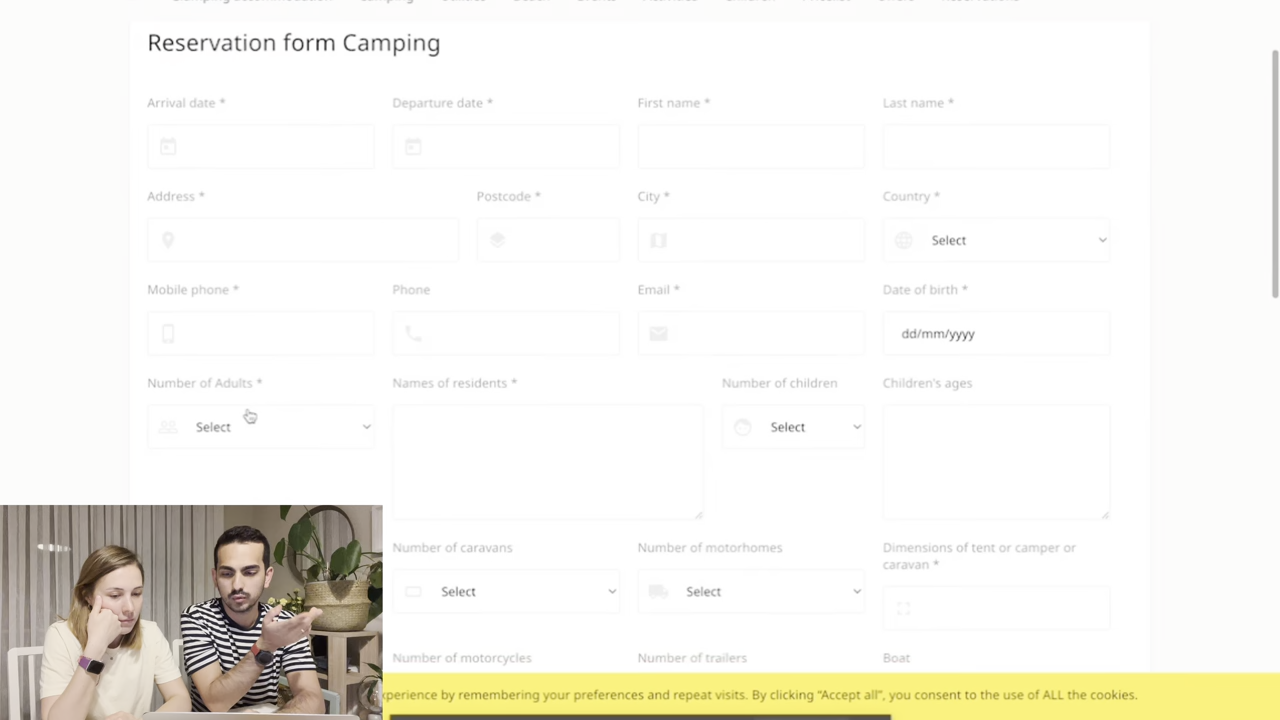 Reservation form Camping
Arrival date *
Departure date *
First name *
Last name *
Address *
Postcode *
City *
Country *
Select
Mobile phone *
Phone
Email *
Date of birth *
dd/mm/yyyy
Number of Adults *
Names of residents *
Number of children
Children's ages
Select
Select
Number of caravans
Number of motorhomes
Dimensions of tent or camper or
caravan *
Select
Select
Number of motorcycles
Number of trailers
Boat
by remembering your preferences and repeat visits. By clicking “Accept all”, you consent to the use of ALL the cookies.